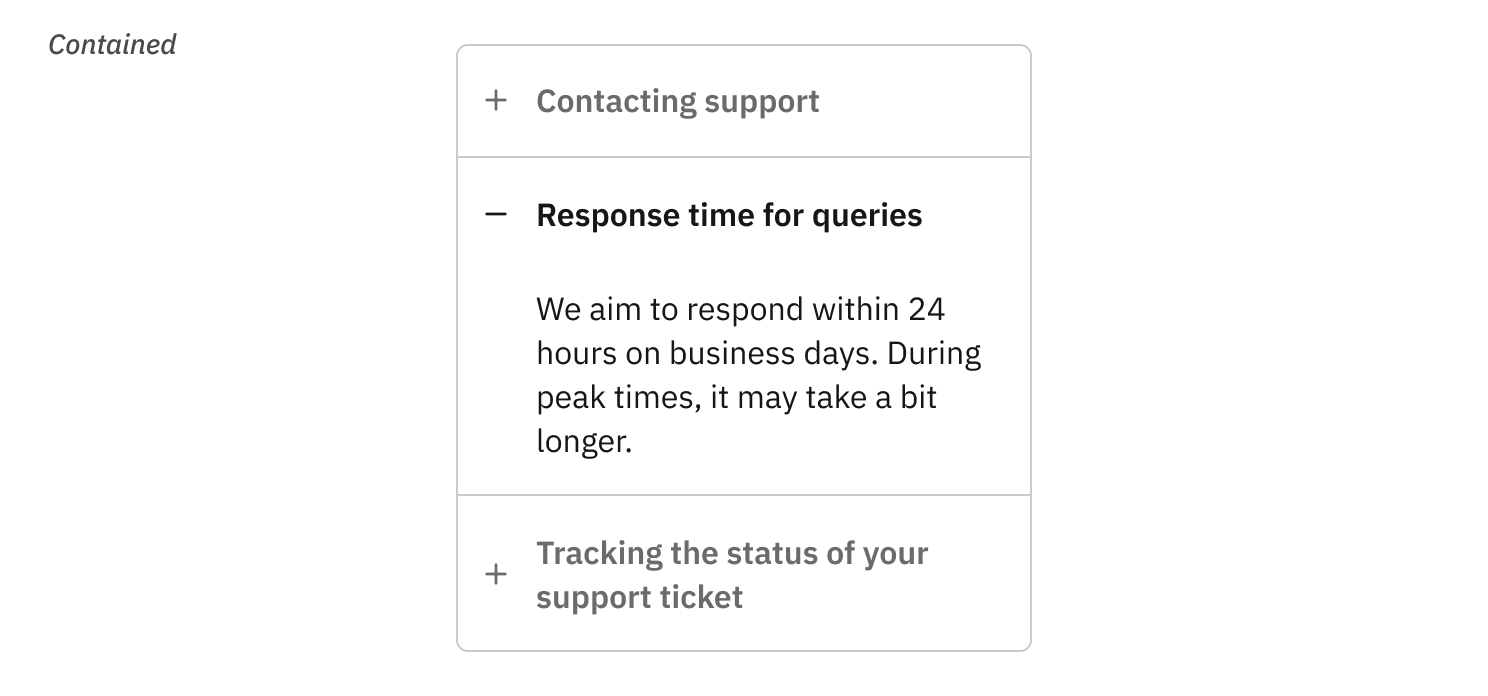 Contained
Contacting support
Response time for queries
We aim to respond within 24
hours on business days. During
peak times, it may take a bit
longer.
Tracking the status of your
support ticket